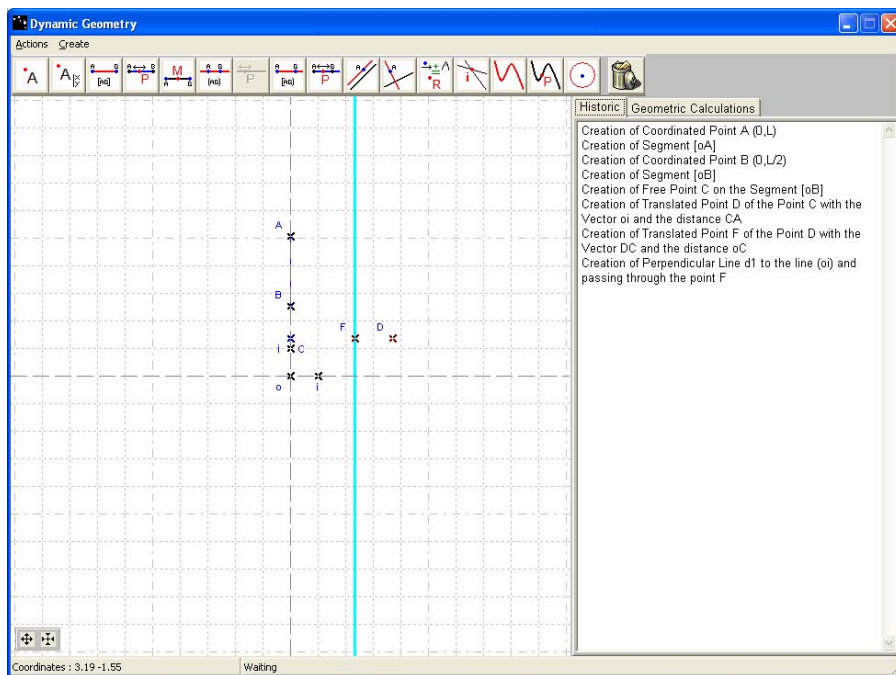 Dynamic Geometry
Actions Create
A
A x y
A B [AB]
A B P
M A B
A B [AB]
P
A B [AB]
A B P
A
A
± A R
i
P
Historic Geometric Calculations
Creation of Coordinated Point A (0,L)
Creation of Segment [oA]
Creation of Coordinated Point B (0,L/2)
Creation of Segment [oB]
Creation of Free Point C on the Segment [oB]
Creation of Translated Point D of the Point C with the
Vector oi and the distance CA
Creation of Translated Point F of the Point D with the
Vector DC and the distance oC
Creation of Perpendicular Line d1 to the line (oi) and
passing through the point F
A
B
F D
i C
o i
Coordinates : 3.19 -1.55 Waiting